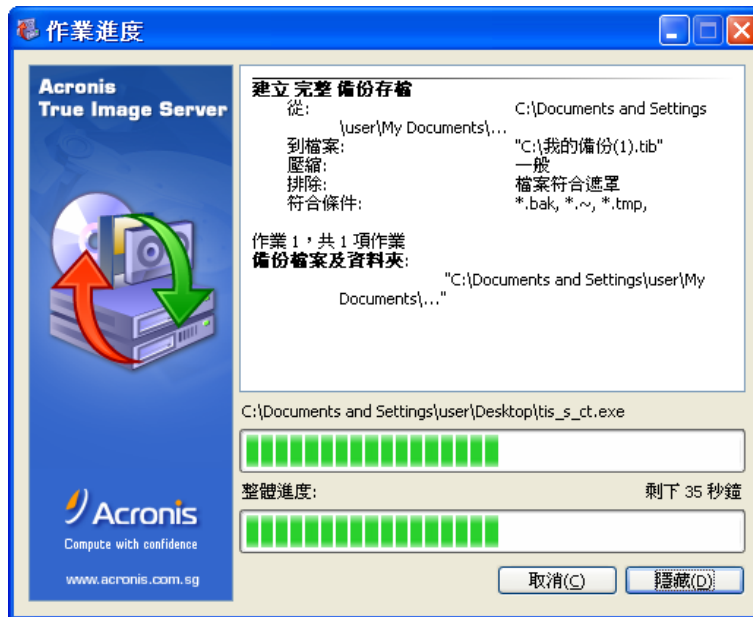 作業進度
Acronis
True Image Server
建立 完整 備份存檔
從: C:\Documents and Settings
\user\My Documents\...
到檔案: "C:\我的備份(1).tib"
壓縮: 一般
排除: 檔案符合遮罩
符合條件: *.bak, *.~, *.tmp,
作業 1，共 1 項作業
備份檔案及資料夾:
"C:\Documents and Settings\user\My
Documents\..."
C:\Documents and Settings\user\Desktop\tis_s_ct.exe
整體進度: 剩下 35 秒鐘
Acronis
Compute with confidence
www.acronis.com.sg
取消(C) 隱藏(D)